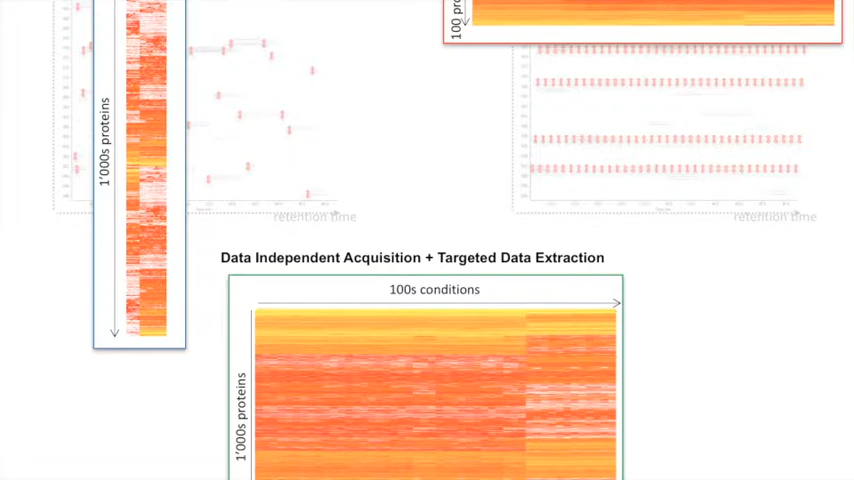 100 pro
1'000s proteins
retention time
retention time
Data Independent Acquisition + Targeted Data Extraction
100s conditions
1'000s proteins